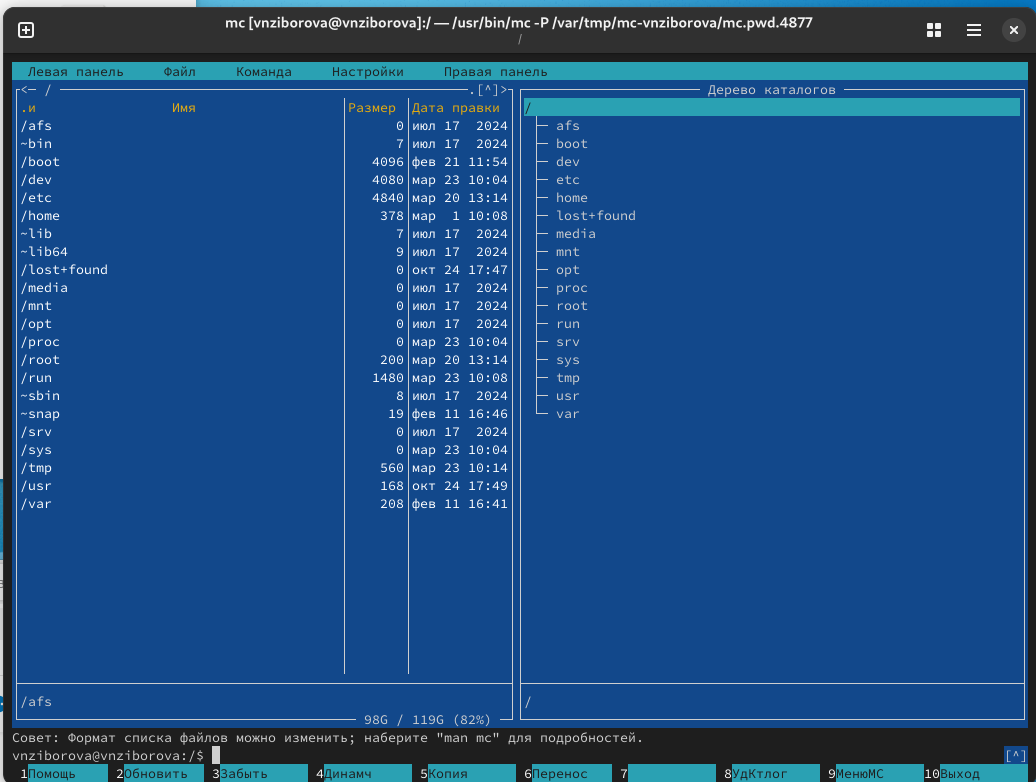 mc [vnziborova@vnziborova]:/ — /usr/bin/mc -P /var/tmp/mc-vnziborova/mc.pwd.4877
/
Левая панель Файл Команда Настройки Правая панель
<— / .[^]>
.и Имя Размер Дата правки
/afs 0 июл 17 2024
~bin 7 июл 17 2024
/boot 4096 фев 21 11:54
/dev 4080 мар 23 10:04
/etc 4840 мар 20 13:14
/home 378 мар 1 10:08
~lib 7 июл 17 2024
~lib64 9 июл 17 2024
/lost+found 0 окт 24 17:47
/media 0 июл 17 2024
/mnt 0 июл 17 2024
/opt 0 июл 17 2024
/proc 0 мар 23 10:04
/root 200 мар 20 13:14
/run 1480 мар 23 10:08
~sbin 8 июл 17 2024
~snap 19 фев 11 16:46
/srv 0 июл 17 2024
/sys 0 мар 23 10:04
/tmp 560 мар 23 10:14
/usr 168 окт 24 17:49
/var 208 фев 11 16:41
/afs
98G / 119G (82%)
Дерево каталогов
/
afs
boot
dev
etc
home
lost+found
media
mnt
opt
proc
root
run
srv
sys
tmp
usr
var
/
Совет: Формат списка файлов можно изменить; наберите "man mc" для подробностей.
vnziborova@vnziborova:/$ [^]
1Помощь 2Обновить 3Забыть 4Динамч 5Копия 6Перенос 7 8УдКтлог 9МенюМС 10Выход